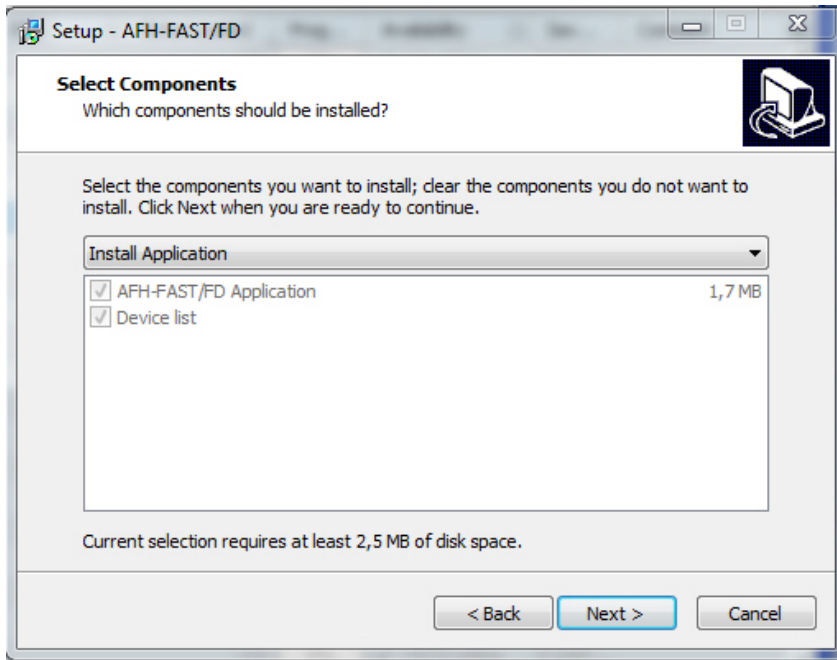 Setup - AFH-FAST/FD
Select Components
Which components should be installed?
Select the components you want to install; clear the components you do not want to
install. Click Next when you are ready to continue.
Install Application
AFH-FAST/FD Application 1,7 MB
Device list
Current selection requires at least 2,5 MB of disk space.
< Back Next > Cancel